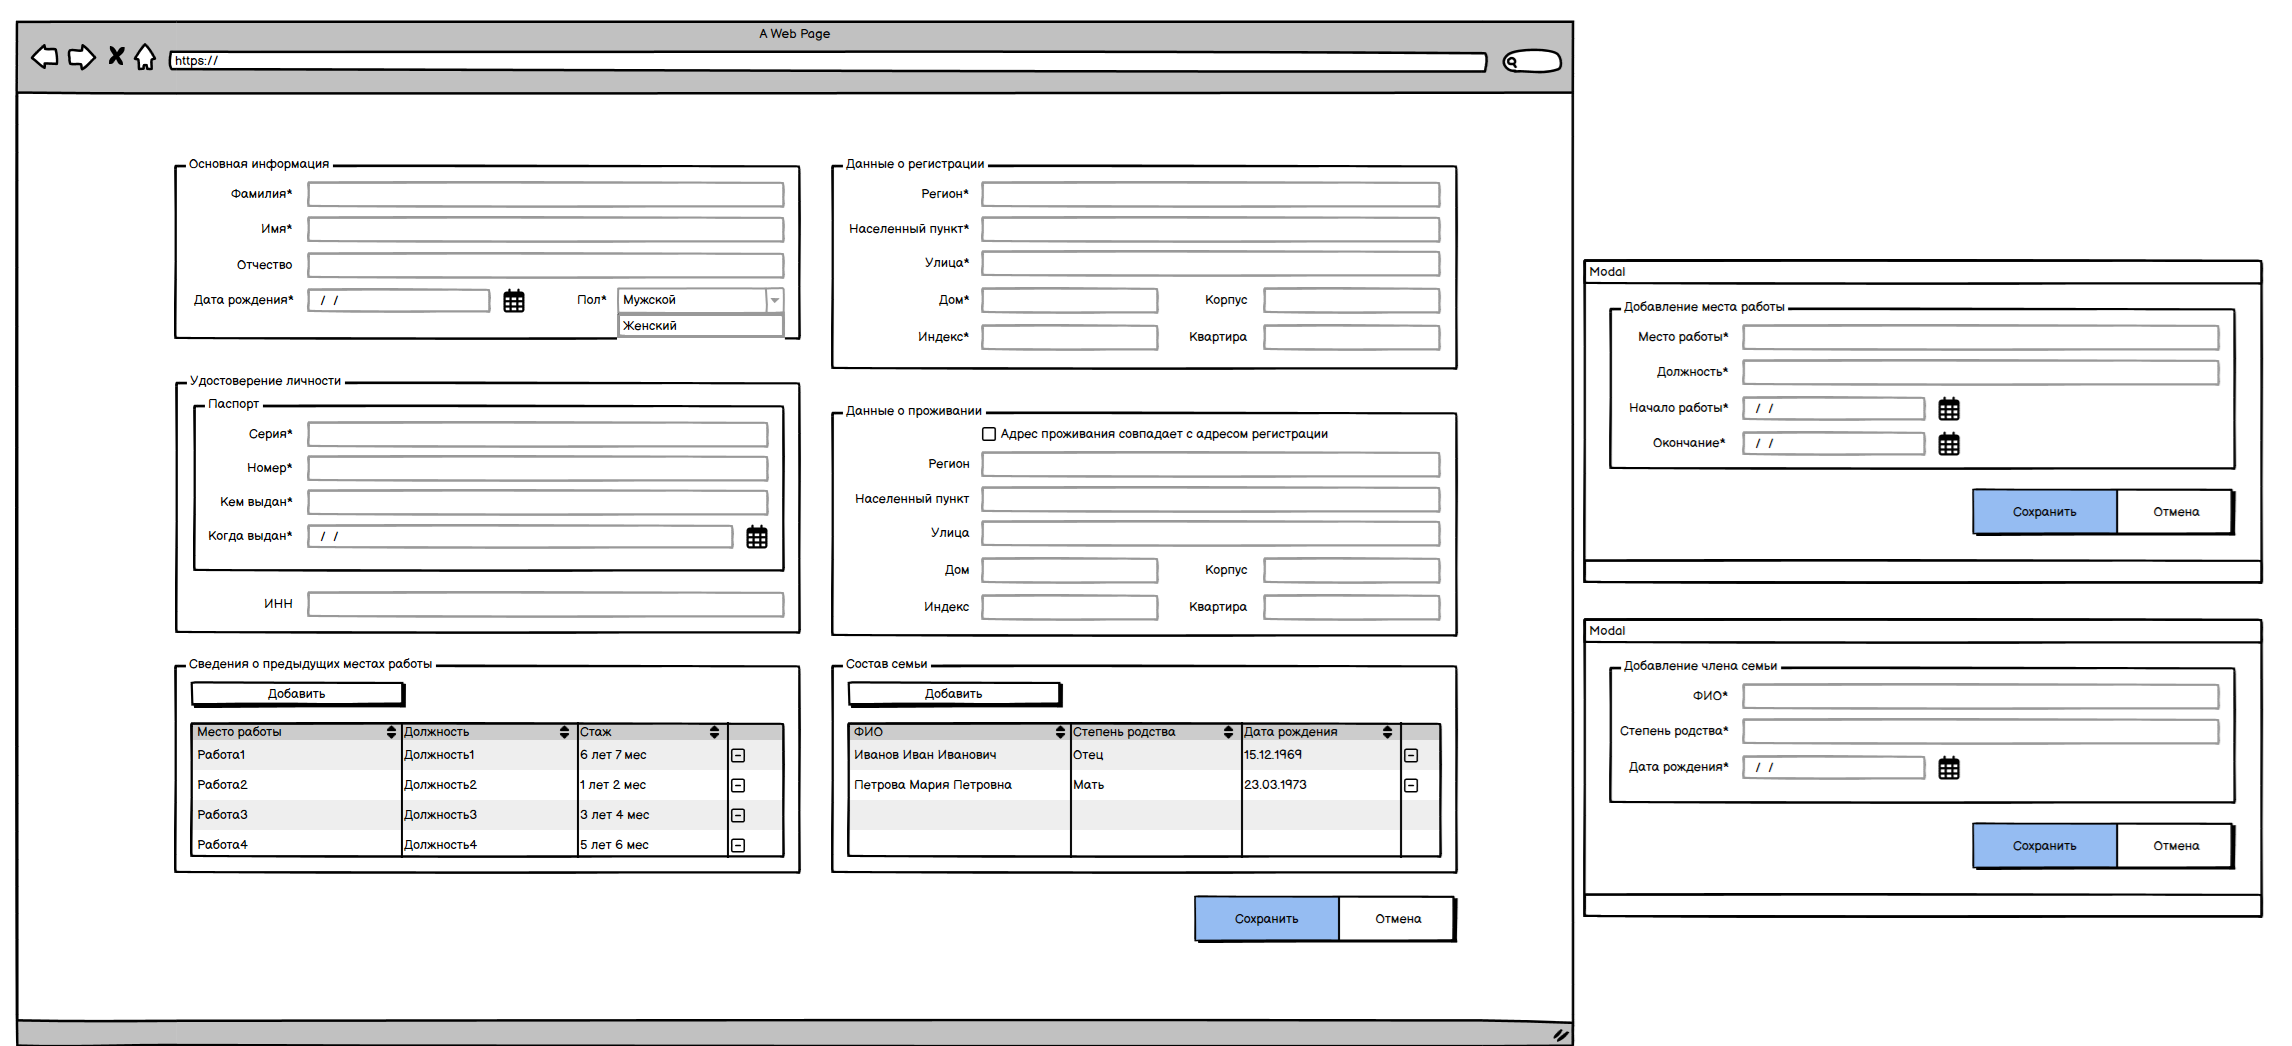 A Web Page
https://
Основная информация
Фамилия*
Имя*
Отчество
Дата рождения* / / Пол* Мужской
Женский
Удостоверение личности
Паспорт
Серия*
Номер*
Кем выдан*
Когда выдан* / /
ИНН
Сведения о предыдущих местах работы
Добавить
Место работы Должность Стаж
Работа1 Должность1 6 лет 7 мес
Работа2 Должность2 1 лет 2 мес
Работа3 Должность3 3 лет 4 мес
Работа4 Должность4 5 лет 6 мес
Данные о регистрации
Регион*
Населенный пункт*
Улица*
Дом* Корпус
Индекс* Квартира
Данные о проживании
Адрес проживания совпадает с адресом регистрации
Регион
Населенный пункт
Улица
Дом Корпус
Индекс Квартира
Состав семьи
Добавить
ФИО Степень родства Дата рождения
Иванов Иван Иванович Отец 15.12.1969
Петрова Мария Петровна Мать 23.03.1973
Сохранить Отмена
Modal
Добавление места работы
Место работы*
Должность*
Начало работы* / /
Окончание* / /
Сохранить Отмена
Modal
Добавление члена семьи
ФИО*
Степень родства*
Дата рождения* / /
Сохранить Отмена